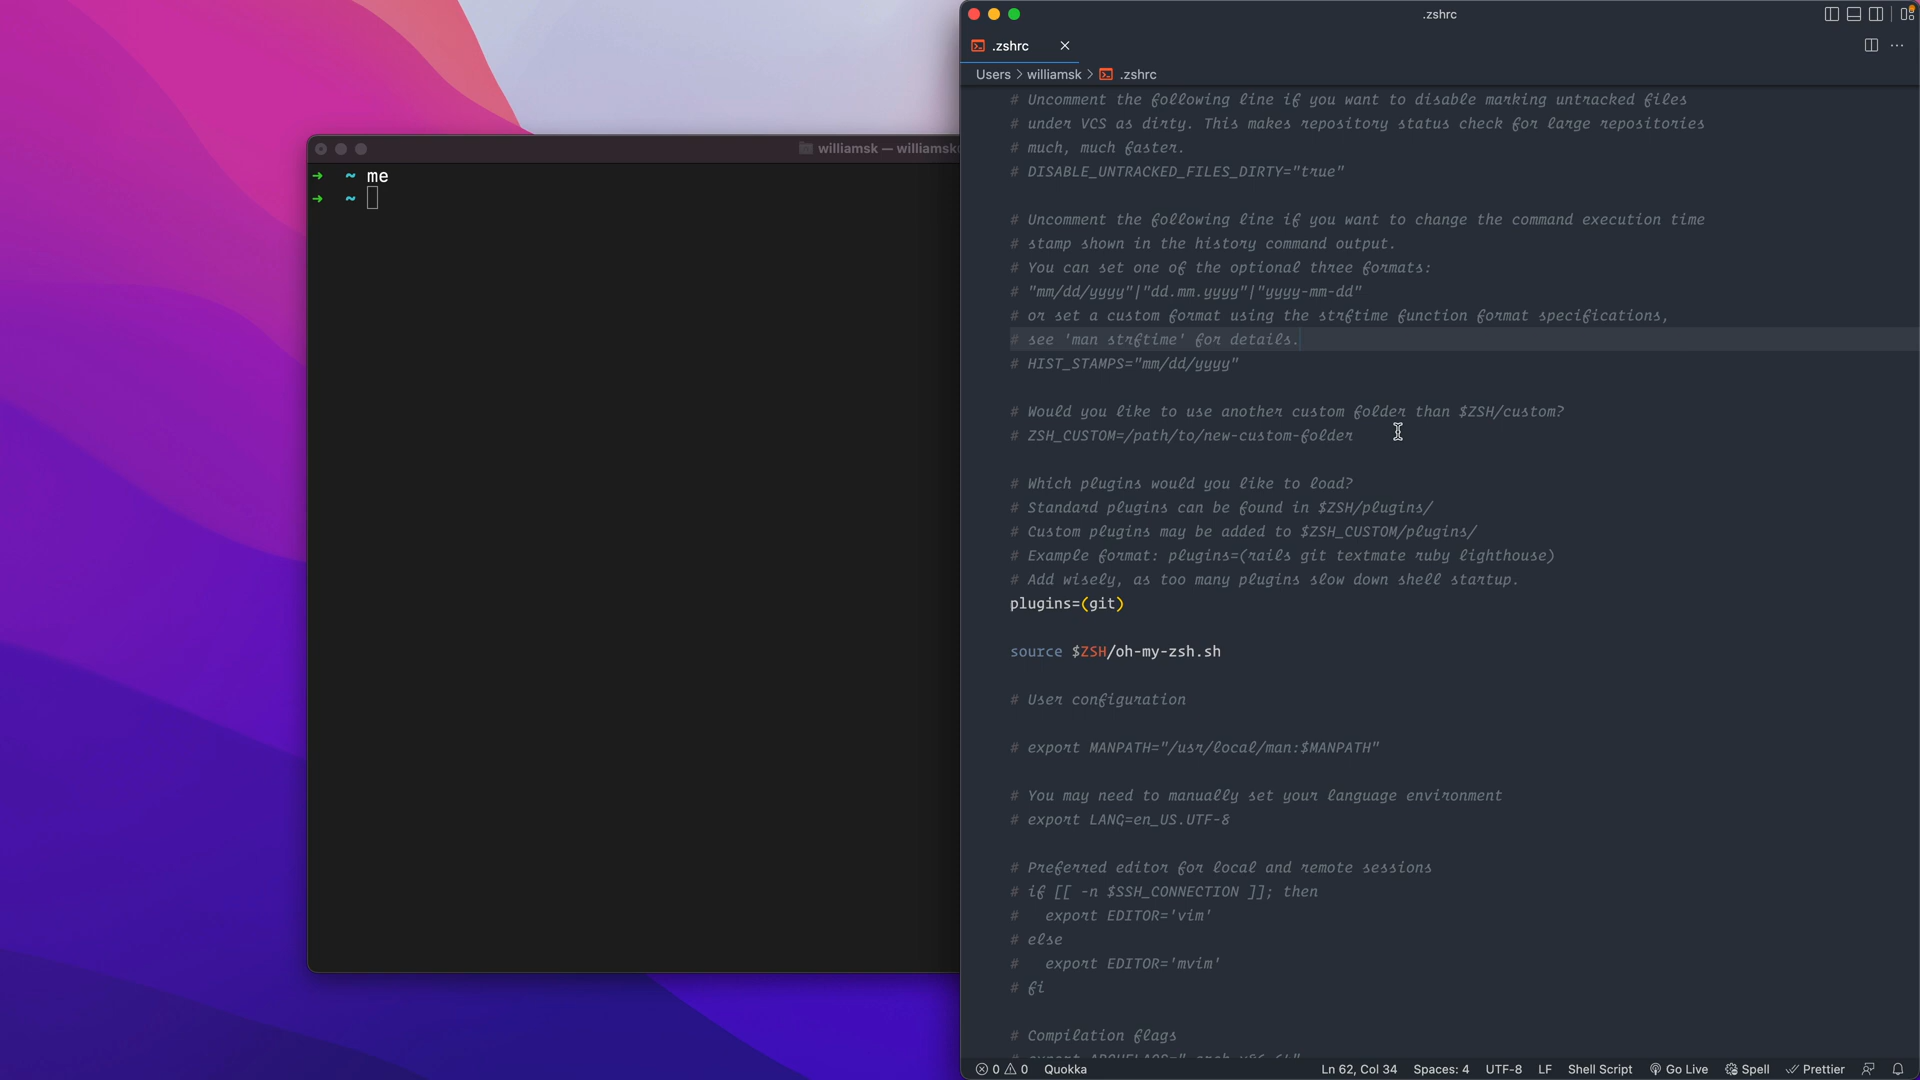 williamsk — williamsk
➜ ~ me
➜ ~
.zshrc
.zshrc
Users > williamsk > .zshrc
# Uncomment the following line if you want to disable marking untracked files
# under VCS as dirty. This makes repository status check for large repositories
# much, much faster.
# DISABLE_UNTRACKED_FILES_DIRTY="true"
# Uncomment the following line if you want to change the command execution time
# stamp shown in the history command output.
# You can set one of the optional three formats:
# "mm/dd/yyyy"|"dd.mm.yyyy"|"yyyy-mm-dd"
# or set a custom format using the strftime function format specifications,
# see 'man strftime' for details.
# HIST_STAMPS="mm/dd/yyyy"
# Would you like to use another custom folder than $ZSH/custom?
# ZSH_CUSTOM=/path/to/new-custom-folder
# Which plugins would you like to load?
# Standard plugins can be found in $ZSH/plugins/
# Custom plugins may be added to $ZSH_CUSTOM/plugins/
# Example format: plugins=(rails git textmate ruby lighthouse)
# Add wisely, as too many plugins slow down shell startup.
plugins=(git)
source $ZSH/oh-my-zsh.sh
# User configuration
# export MANPATH="/usr/local/man:$MANPATH"
# You may need to manually set your language environment
# export LANG=en_US.UTF-8
# Preferred editor for local and remote sessions
# if [[ -n $SSH_CONNECTION ]]; then
#   export EDITOR='vim'
# else
#   export EDITOR='mvim'
# fi
# Compilation flags
0 0 Quokka Ln 62, Col 34 Spaces: 4 UTF-8 LF Shell Script Go Live Spell Prettier